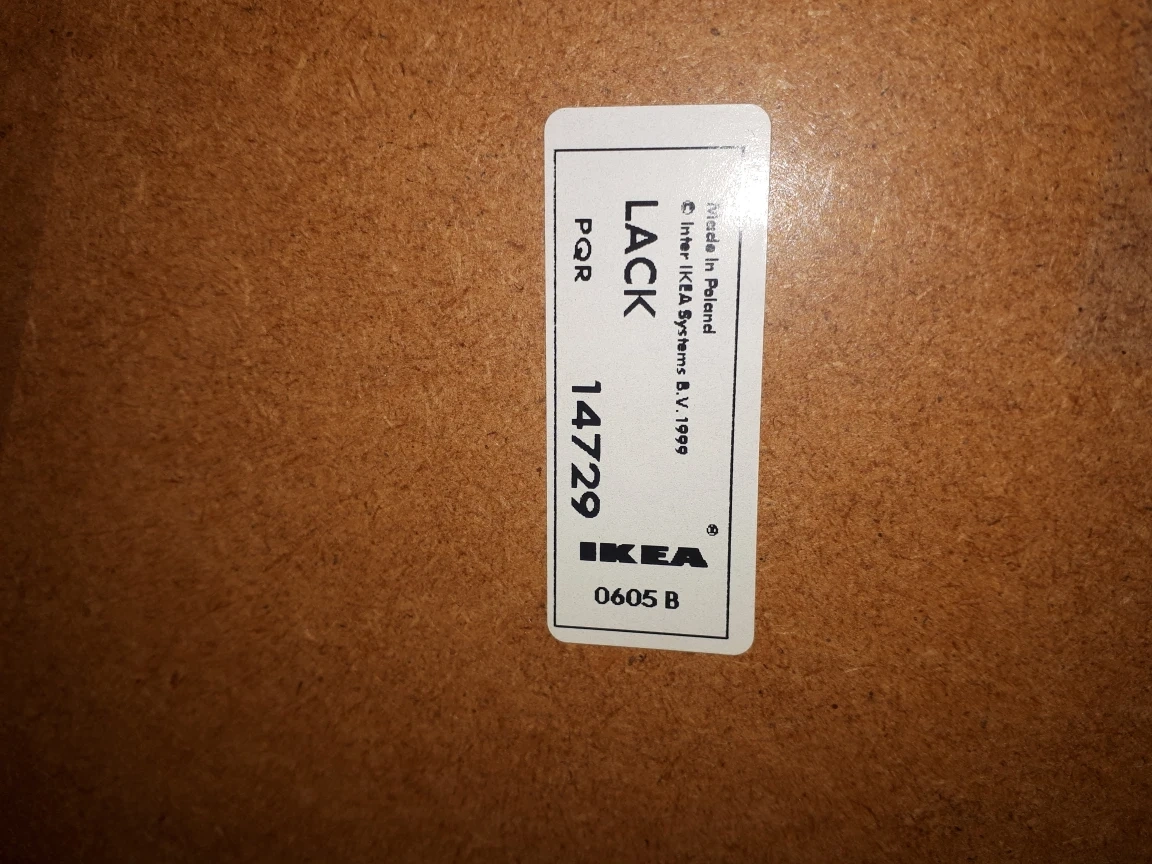 Made in Poland
© Inter IKEA Systems B.V. 1999
LACK
PQR 14729
®
IKEA
0605 B